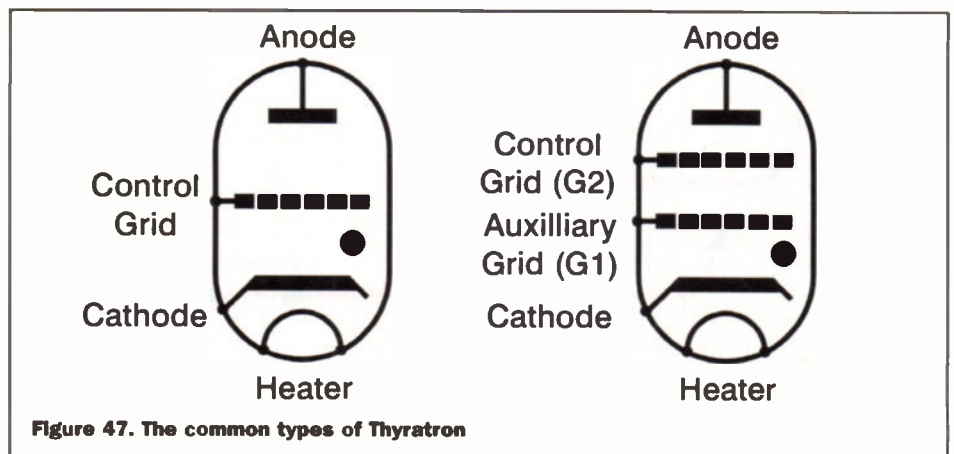 Anode
Control
Grid
Cathode
Heater
Anode
Control
Grid (G2)
Auxilliary
Grid (G1)
Cathode
Heater
Figure 47. The common types of Thyratron